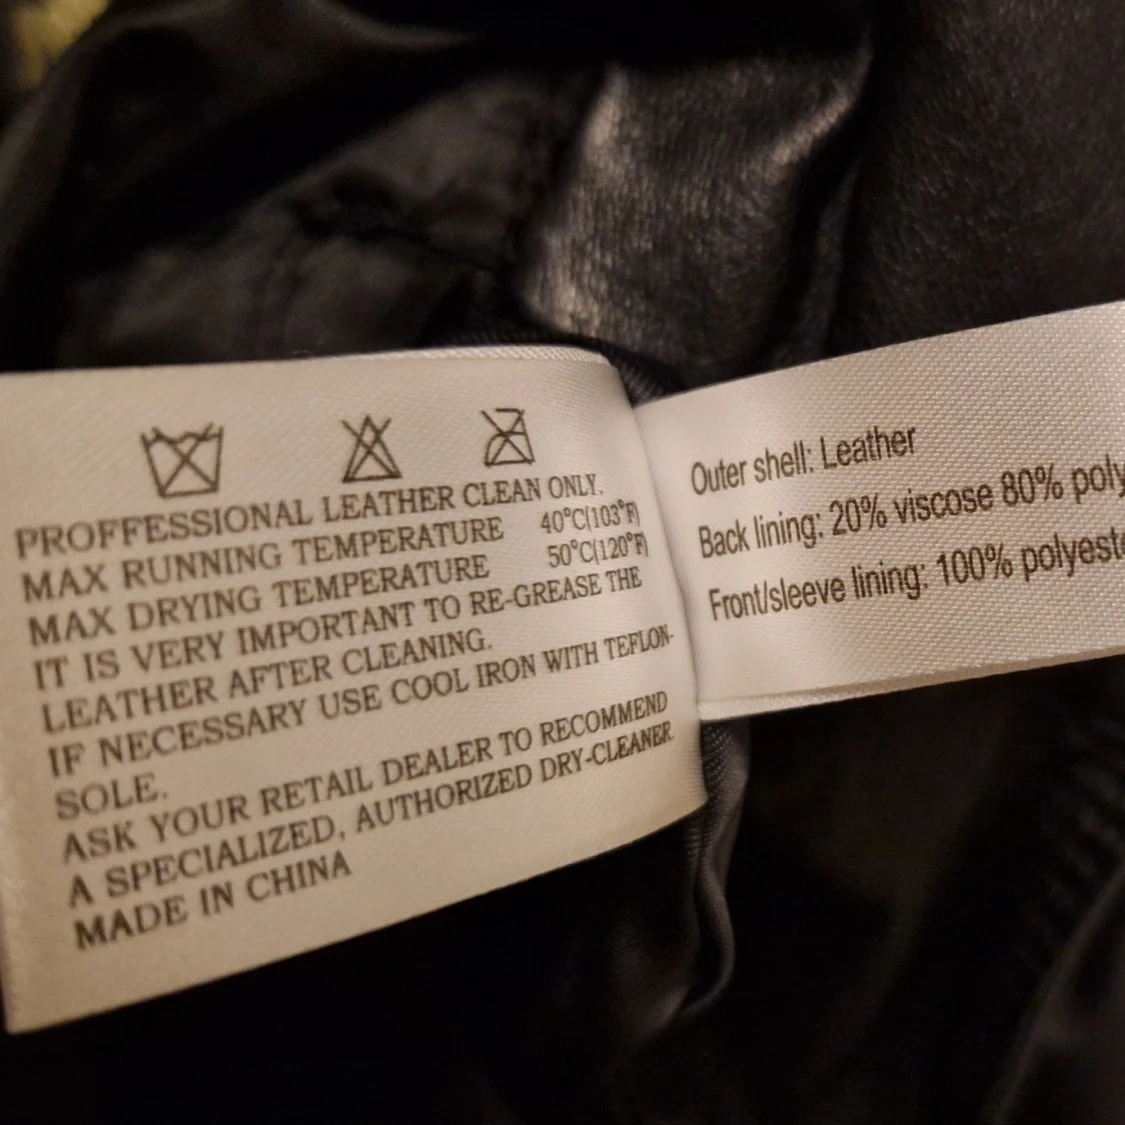 PROFFESSIONAL LEATHER CLEAN ONLY.
MAX RUNNING TEMPERATURE 40°C(103°F)
MAX DRYING TEMPERATURE 50°C(120°F)
IT IS VERY IMPORTANT TO RE-GREASE THE
LEATHER AFTER CLEANING.
IF NECESSARY USE COOL IRON WITH TEFLON-
SOLE.
ASK YOUR RETAIL DEALER TO RECOMMEND
A SPECIALIZED, AUTHORIZED DRY-CLEANER
MADE IN CHINA
Outer shell: Leather
Back lining: 20% viscose 80% poly
Front/sleeve lining: 100% polyeste